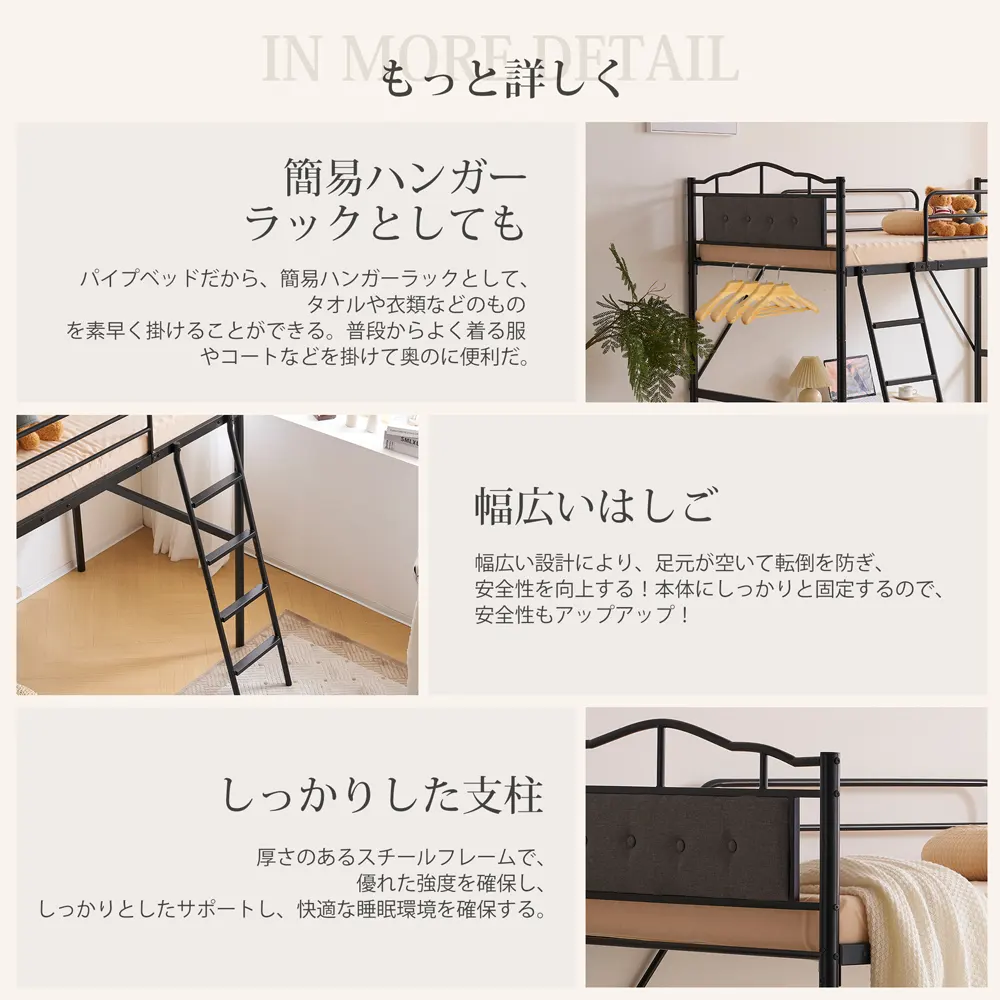 IN MORE DETAIL
もっと詳しく
簡易ハンガー
ラックとしても
パイプベッドだから、簡易ハンガーラックとして、
タオルや衣類などのもの
を素早く掛けることができる。普段からよく着る服
やコートなどを掛けて奥のに便利だ。
幅広いはしご
幅広い設計により、足元が空いて転倒を防ぎ、
安全性を向上する！本体にしっかりと固定するので、
安全性もアップアップ！
しっかりした支柱
厚さのあるスチールフレームで、
優れた強度を確保し、
しっかりとしたサポートし、快適な睡眠環境を確保する。